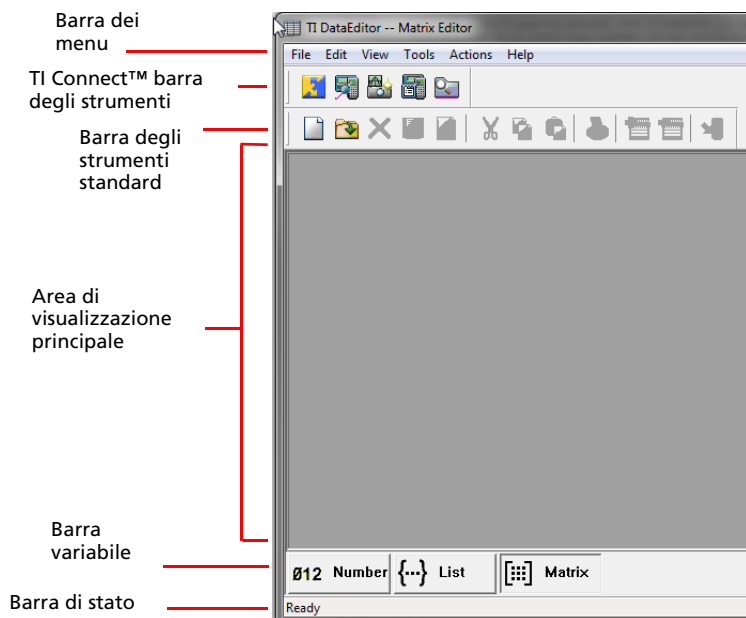 Barra dei
menu
TI Connect™ barra
degli strumenti
Barra degli
strumenti
standard
Area di
visualizzazione
principale
Barra
variabile
Barra di stato
TI DataEditor -- Matrix Editor
File Edit View Tools Actions Help
Ø12 Number {···} List [⁝⁝⁝] Matrix
Ready